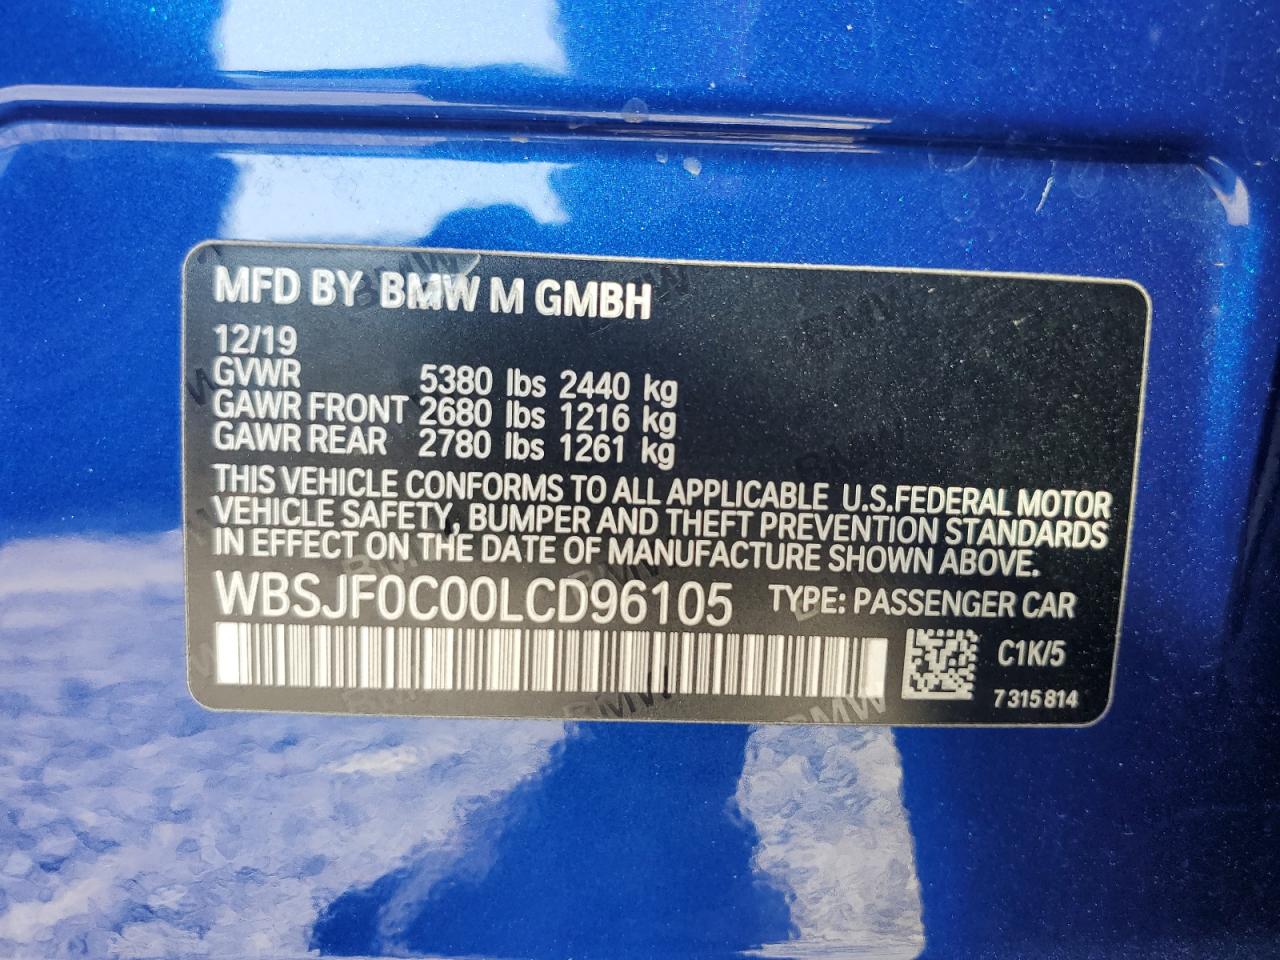 MFD BY BMW M GMBH
12/19
GVWR 5380 lbs 2440 kg
GAWR FRONT 2680 lbs 1216 kg
GAWR REAR 2780 lbs 1261 kg
THIS VEHICLE CONFORMS TO ALL APPLICABLE U.S.FEDERAL MOTOR
VEHICLE SAFETY, BUMPER AND THEFT PREVENTION STANDARDS
IN EFFECT ON THE DATE OF MANUFACTURE SHOWN ABOVE.
WBSJF0C00LCD96105 TYPE: PASSENGER CAR
C1K/5
7 315 814